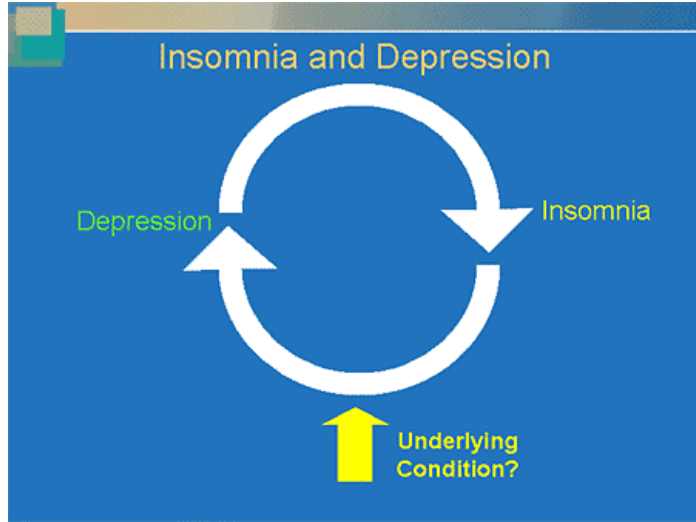 Insomnia and Depression
Depression
Insomnia
Underlying
Condition?